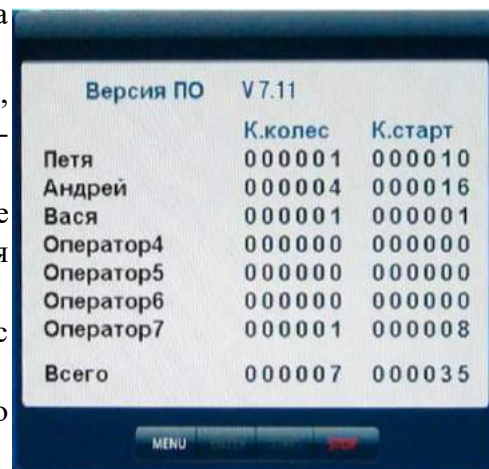 Версия ПО V 7.11
К.колес К.старт
Петя 000001 000010
Андрей 000004 000016
Вася 000001 000001
Оператор4 000000 000000
Оператор5 000000 000000
Оператор6 000000 000000
Оператор7 000001 000008
Всего 000007 000035
MENU STOP